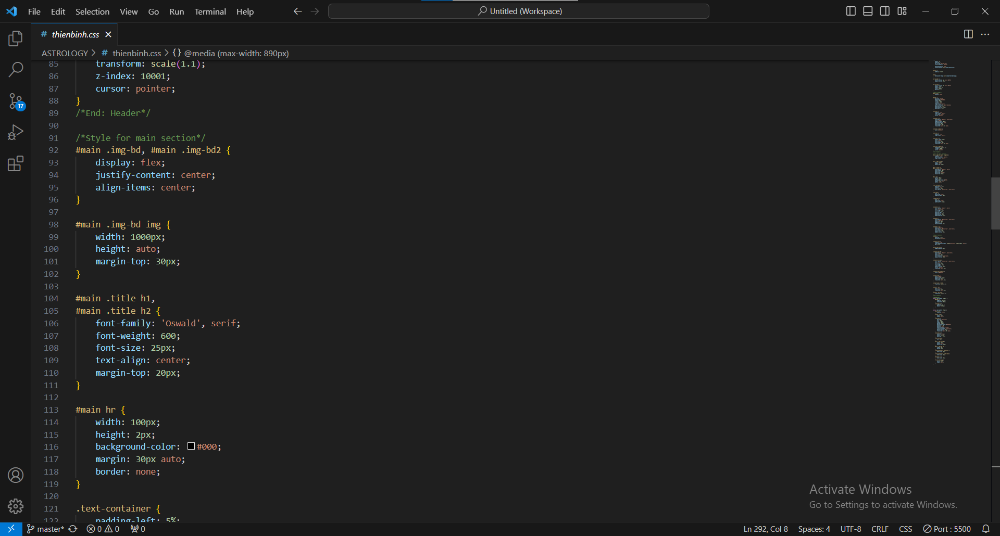 File Edit Selection View Go Run Terminal Help
Untitled (Workspace)
# thienbinh.css
ASTROLOGY > # thienbinh.css > {} @media (max-width: 890px)
85 transform: scale(1.1);
86 z-index: 10001;
87 cursor: pointer;
88 }
89 /*End: Header*/
90
91 /*Style for main section*/
92 #main .img-bd, #main .img-bd2 {
93 display: flex;
94 justify-content: center;
95 align-items: center;
96 }
97
98 #main .img-bd img {
99 width: 1000px;
100 height: auto;
101 margin-top: 30px;
102 }
103
104 #main .title h1,
105 #main .title h2 {
106 font-family: 'Oswald', serif;
107 font-weight: 600;
108 font-size: 25px;
109 text-align: center;
110 margin-top: 20px;
111 }
112
113 #main hr {
114 width: 100px;
115 height: 2px;
116 background-color: #000;
117 margin: 30px auto;
118 border: none;
119 }
120
121 .text-container {
122 padding-left: 5%;
17
Activate Windows
Go to Settings to activate Windows.
master* 0 0 0 Ln 292, Col 8 Spaces: 4 UTF-8 CRLF CSS Port : 5500